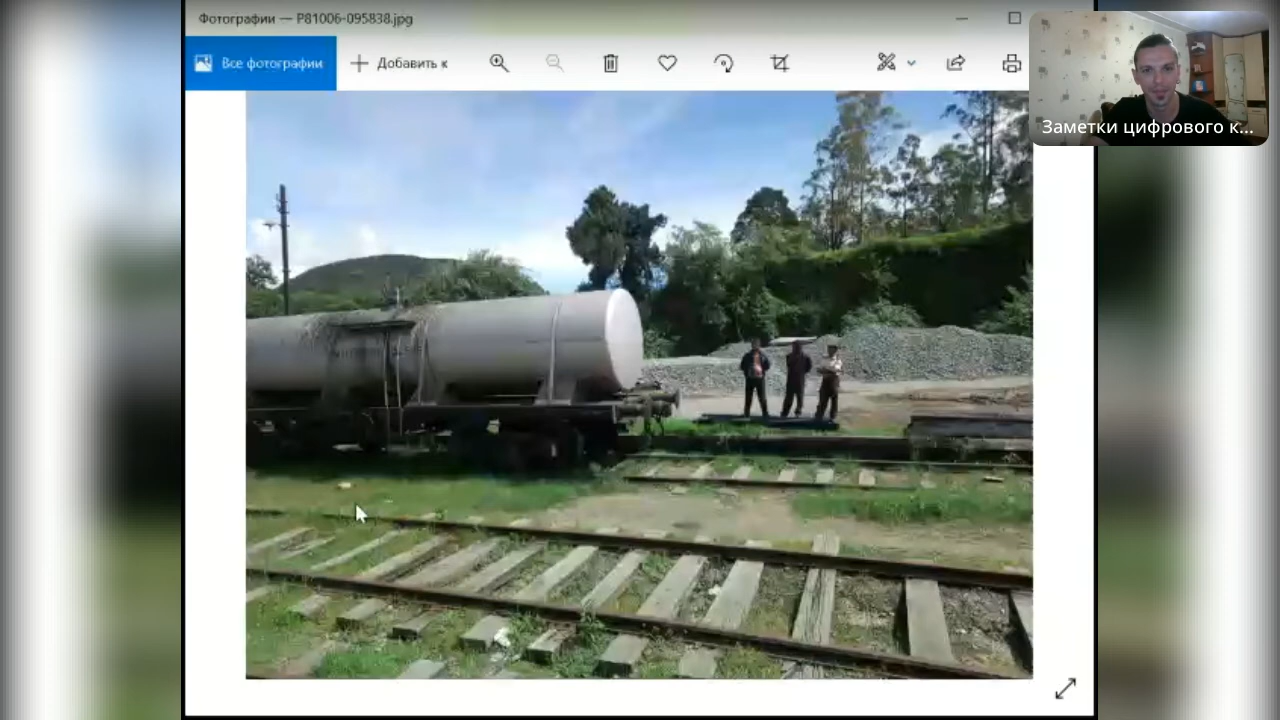 Фотографии — P81006-095838.jpg
Все фотографии
Добавить к
Заметки цифрового к...